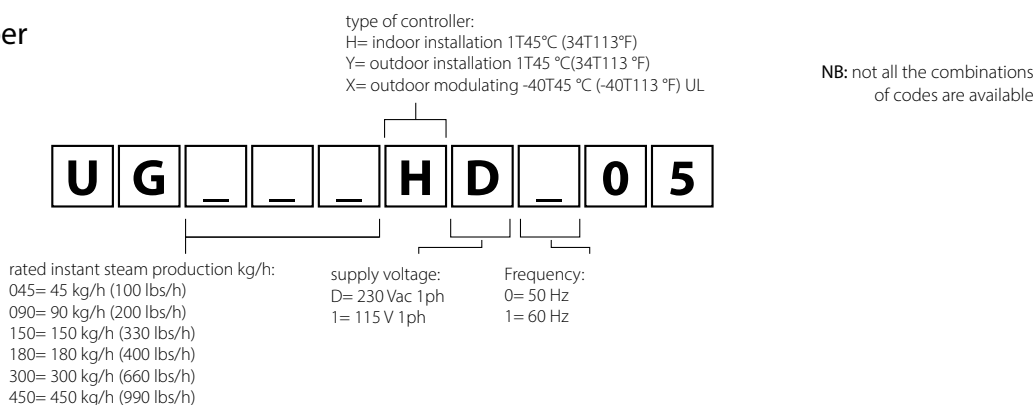 type of controller:
H= indoor installation 1T45°C (34T113°F)
Y= outdoor installation 1T45 °C(34T113 °F)
X= outdoor modulating -40T45 °C (-40T113 °F) UL
NB: not all the combinations
of codes are available
U G _ _ _ H D _ 0 5
rated instant steam production kg/h:
045= 45 kg/h (100 lbs/h)
090= 90 kg/h (200 lbs/h)
150= 150 kg/h (330 lbs/h)
180= 180 kg/h (400 lbs/h)
300= 300 kg/h (660 lbs/h)
450= 450 kg/h (990 lbs/h)
supply voltage:
D= 230 Vac 1ph
1= 115 V 1ph
Frequency:
0= 50 Hz
1= 60 Hz